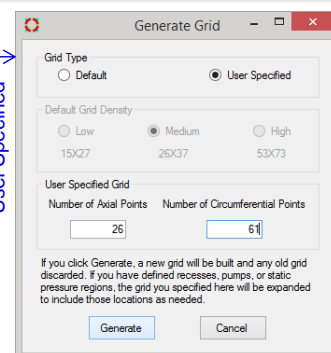 Generate Grid
User Specified
Grid Type
Default User Specified
Default Grid Density
Low Medium High
15X27 26X37 53X73
User Specified Grid
Number of Axial Points Number of Circumferential Points
26 61
If you click Generate, a new grid will be built and any old grid
discarded. If you have defined recesses, pumps, or static
pressure regions, the grid you specified here will be expanded
to include those locations as needed.
Generate Cancel